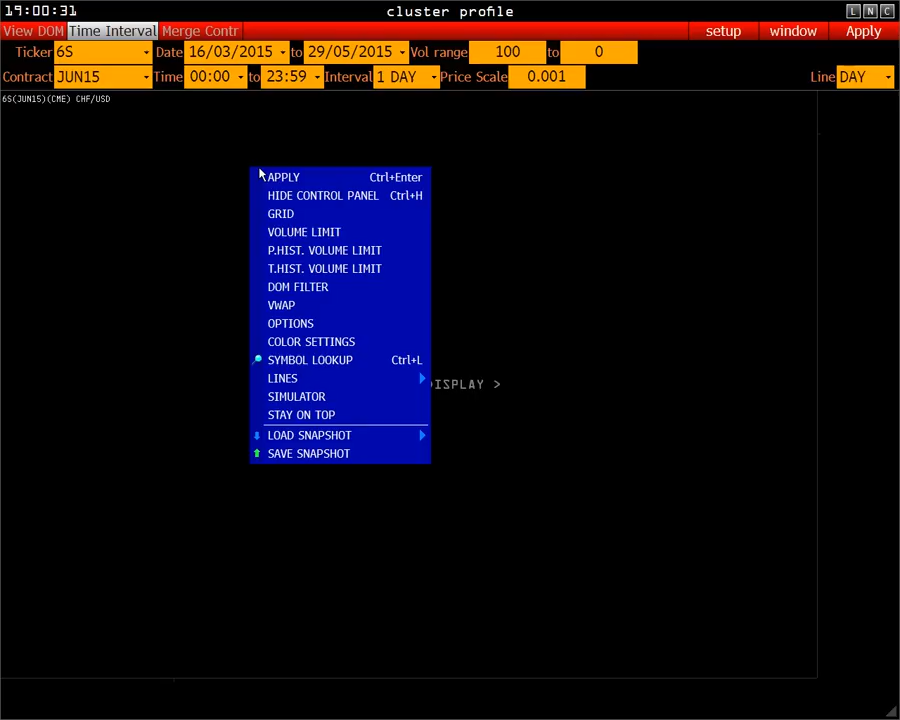 19:00:31 cluster profile L N C
View DOM Time Interval Merge Contr setup window Apply
Ticker 6S Date 16/03/2015 to 29/05/2015 Vol range 100 to 0
Contract JUN15 Time 00:00 to 23:59 Interval 1 DAY Price Scale 0.001 Line DAY
6S(JUN15)(CME) CHF/USD
APPLY Ctrl+Enter
HIDE CONTROL PANEL Ctrl+H
GRID
VOLUME LIMIT
P.HIST. VOLUME LIMIT
T.HIST. VOLUME LIMIT
DOM FILTER
VWAP
OPTIONS
COLOR SETTINGS
SYMBOL LOOKUP Ctrl+L
LINES
ISPLAY >
SIMULATOR
STAY ON TOP
LOAD SNAPSHOT
SAVE SNAPSHOT